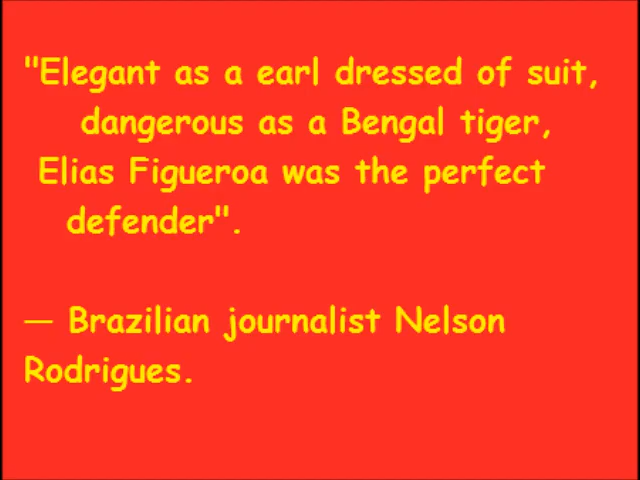 "Elegant as a earl dressed of suit,
dangerous as a Bengal tiger,
Elias Figueroa was the perfect
defender".
— Brazilian journalist Nelson
Rodrigues.